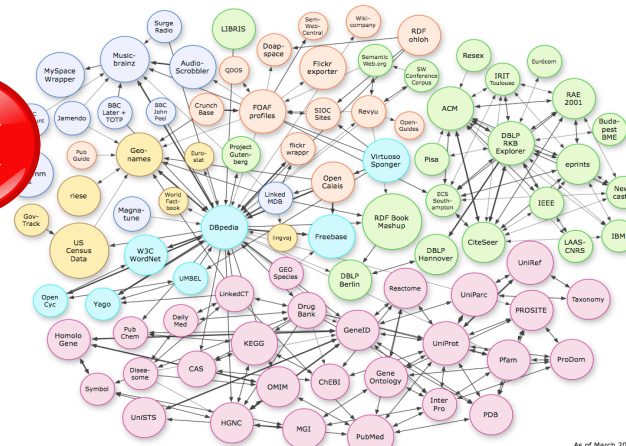 Surge
Radio
LIBRIS
Sem-
Web-
Central
Wiki-
company
RDF
ohloh
Music-
brainz
Doap-
space
Audio-
Scrobbler
QDOS
Flickr
exporter
Semantic
Web.org
SW
Conference
Corpus
Resex
Eurécom
MySpace
Wrapper
IRIT
Toulouse
RAE
2001
ACM
Crunch
Base
FOAF
profiles
SIOC
Sites
Revyu
Open-
Guides
Jamendo
BBC
Later +
TOTP
BBC
John
Peel
DBLP
RKB
Explorer
Buda-
pest
BME
Pub
Guide
Geo-
names
Euro-
stat
Project
Guten-
berg
flickr
wrappr
Virtuoso
Sponger
Pisa
eprints
Open
Calais
riese
World
Fact-
book
Linked
MDB
ECS
South-
ampton
IEEE
New
cast
Gov-
Track
Magna-
tune
DBpedia
RDF Book
Mashup
US
Census
Data
W3C
WordNet
lingvoj
Freebase
DBLP
Hannover
CiteSeer
LAAS-
CNRS
IBM
UMBEL
GEO
Species
DBLP
Berlin
UniRef
Open
Cyc
Yago
LinkedCT
Reactome
UniParc
Taxonomy
Drug
Bank
PROSITE
Homolo
Gene
Pub
Chem
Daily
Med
GeneID
KEGG
UniProt
Pfam
ProDom
Disea-
some
CAS
Symbol
OMIM
ChEBI
Gene
Ontology
Inter
Pro
UniSTS
HGNC
MGI
PubMed
PDB
As of March 20